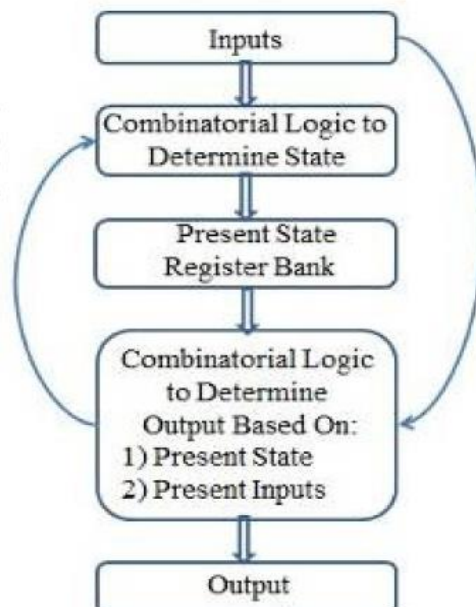 Inputs
Combinatorial Logic to
Determine State
Present State
Register Bank
Combinatorial Logic
to Determine
Output Based On:
1) Present State
2) Present Inputs
Output